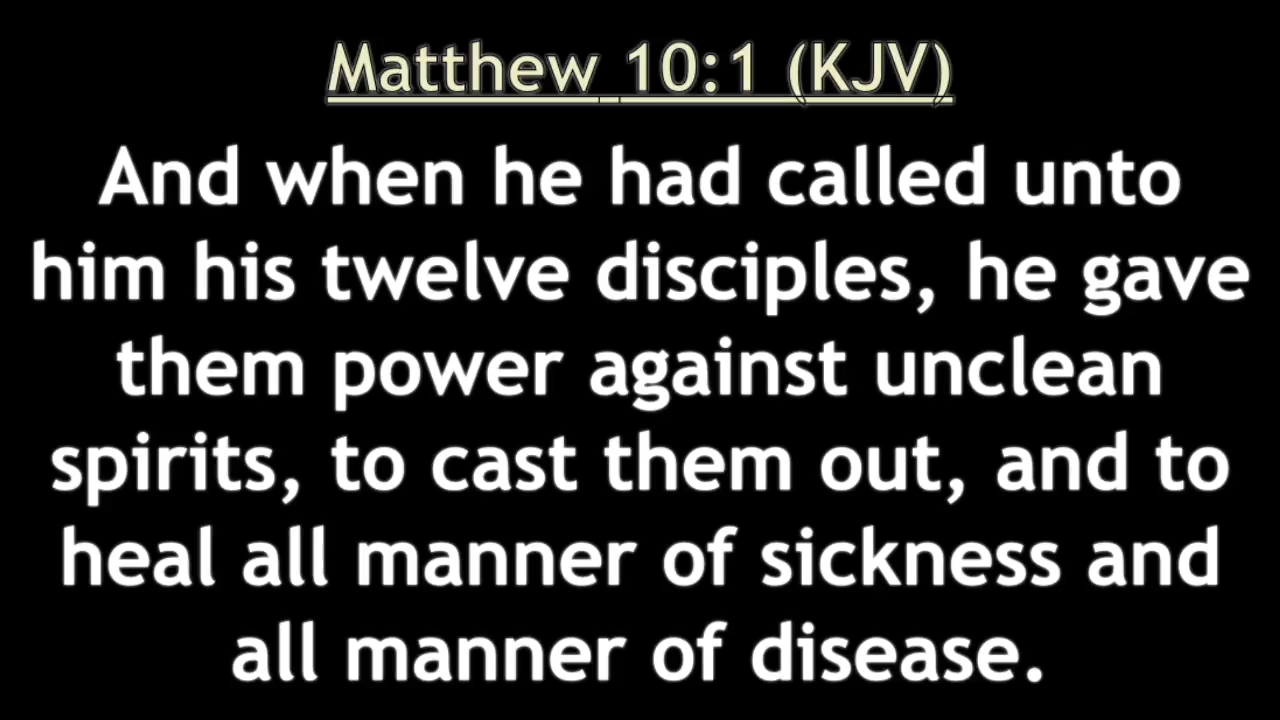 Matthew 10:1 (KJV)
And when he had called unto
him his twelve disciples, he gave
them power against unclean
spirits, to cast them out, and to
heal all manner of sickness and
all manner of disease.